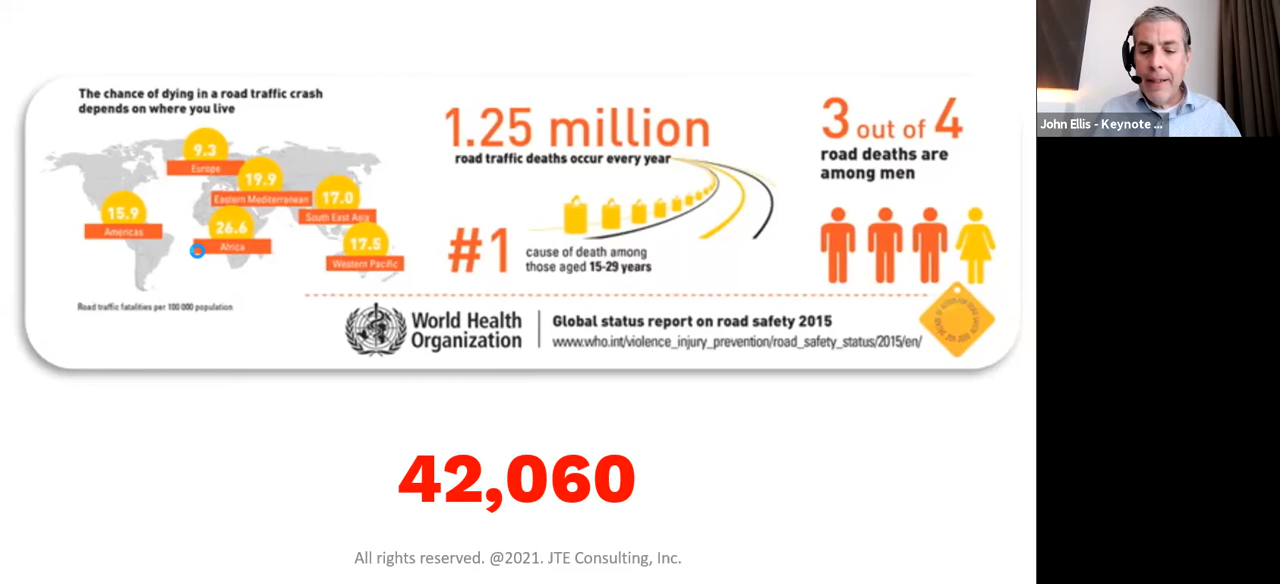 The chance of dying in a road traffic crash
depends on where you live
9.3
Europe
19.9
Eastern Mediterranean
17.0
South East Asia
15.9
Americas
26.6
Africa
17.5
Western Pacific
Road traffic fatalities per 100 000 population
1.25 million
road traffic deaths occur every year
#1
cause of death among
those aged 15-29 years
3 out of 4
road deaths are
among men
World Health
Organization
Global status report on road safety 2015
www.who.int/violence_injury_prevention/road_safety_status/2015/en/
42,060
All rights reserved. @2021. JTE Consulting, Inc.
John Ellis - Keynote ...